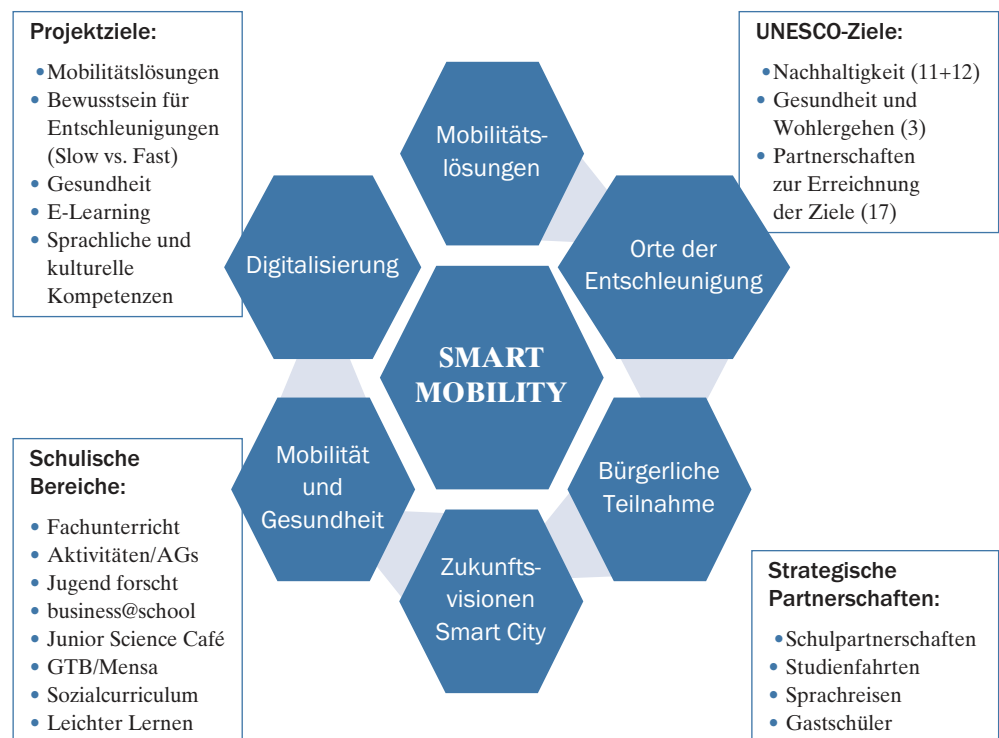 Projektziele:
•Mobilitätslösungen
• Bewusstsein für
Entschleunigungen
(Slow vs. Fast)
• Gesundheit
• E-Learning
• Sprachliche und
kulturelle
Kompetenzen
UNESCO-Ziele:
•Nachhaltigkeit (11+12)
• Gesundheit und
Wohlergehen (3)
• Partnerschaften
zur Erreichnung
der Ziele (17)
Mobilitäts-
lösungen
Orte der
Entschleunigung
Digitalisierung
SMART
MOBILITY
Mobilität
und
Gesundheit
Bürgerliche
Teilnahme
Zukunfts-
visionen
Smart City
Schulische
Bereiche:
• Fachunterricht
• Aktivitäten/AGs
• Jugend forscht
• business@school
• Junior Science Café
• GTB/Mensa
• Sozialcurriculum
• Leichter Lernen
Strategische
Partnerschaften:
•Schulpartnerschaften
• Studienfahrten
• Sprachreisen
• Gastschüler